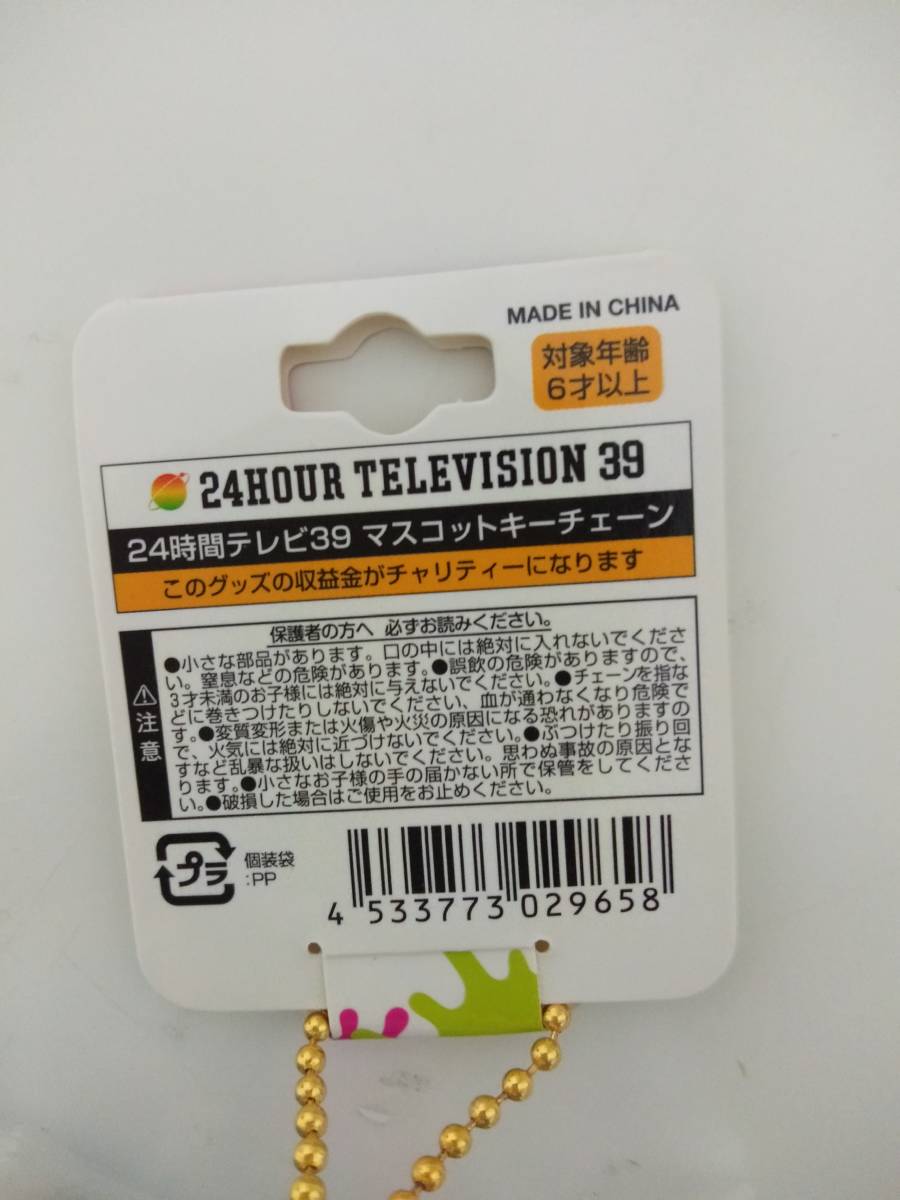 MADE IN CHINA
対象年齢
6才以上
24HOUR TELEVISION 39
24時間テレビ39 マスコットキーチェーン
このグッズの収益金がチャリティーになります
注意
保護者の方へ 必ずお読みください。
●小さな部品があります。口の中には絶対に入れないでくださ
い。窒息などの危険があります。●誤飲の危険がありますので、
3才未満のお子様には絶対に与えないでください。●チェーンを指な
どに巻きつけたりしないでください、血が通わなくなり危険で
す。●変質変形または火傷や火災の原因になる恐れがありますの
で、火気には絶対に近づけないでください。●ぶつけたり振り回
すなど乱暴な扱いはしないでください。思わぬ事故の原因とな
ります。●小さなお子様の手の届かない所で保管をしてくださ
い。●破損した場合はご使用をお止めください。
プラ
個装袋
:PP
4 533773 029658